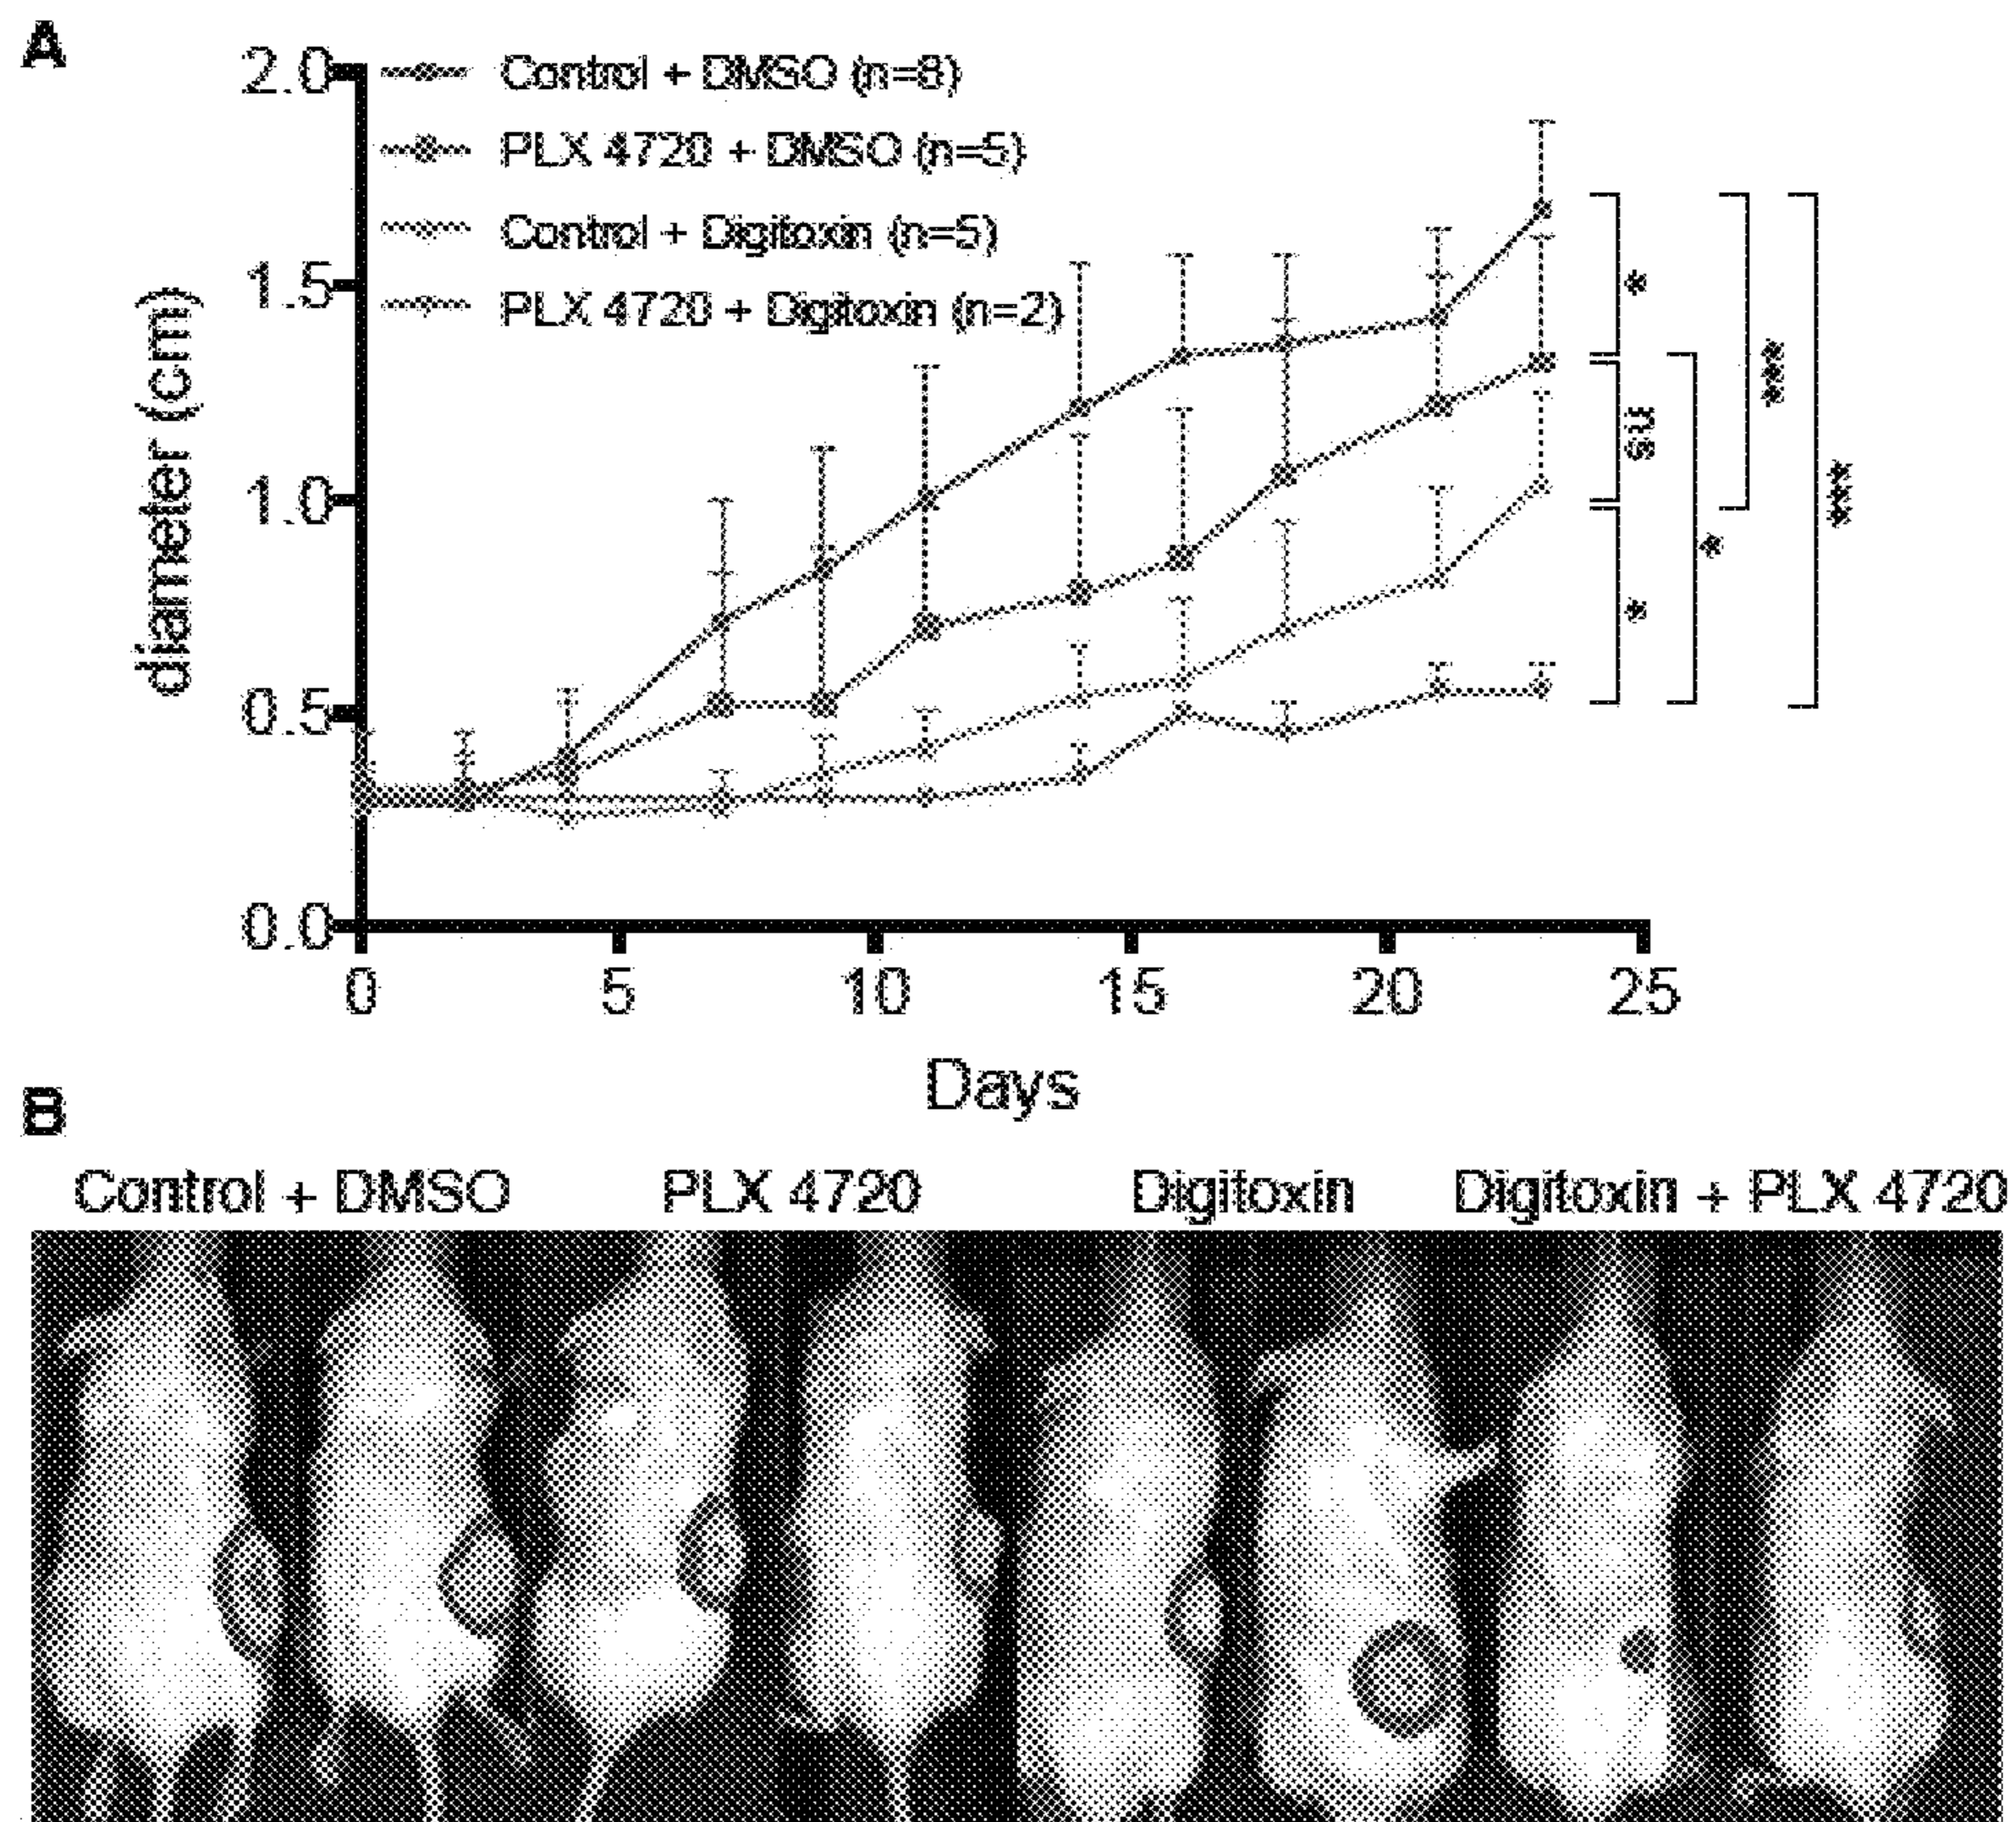 A
2.0
Control + DMSO (n=8)
PLX 4720 + DMSO (n=5)
Control + Digitoxin (n=5)
PLX 4720 + Digitoxin (n=2)
1.5
1.0
0.5
0.0
diameter (cm)
*
ns
*
*
***
***
0 5 10 15 20 25
Days
B
Control + DMSO PLX 4720 Digitoxin Digitoxin + PLX 4720